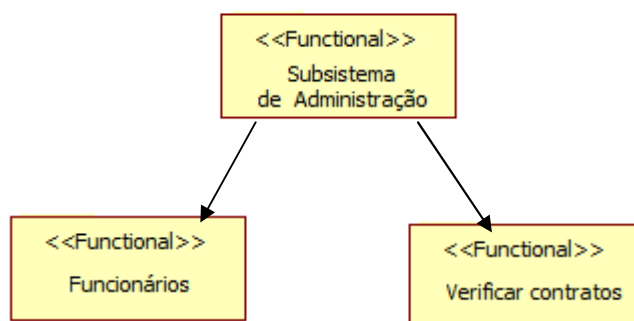 <<Functional>>
Subsistema
de Administração
<<Functional>>
Funcionários
<<Functional>>
Verificar contratos